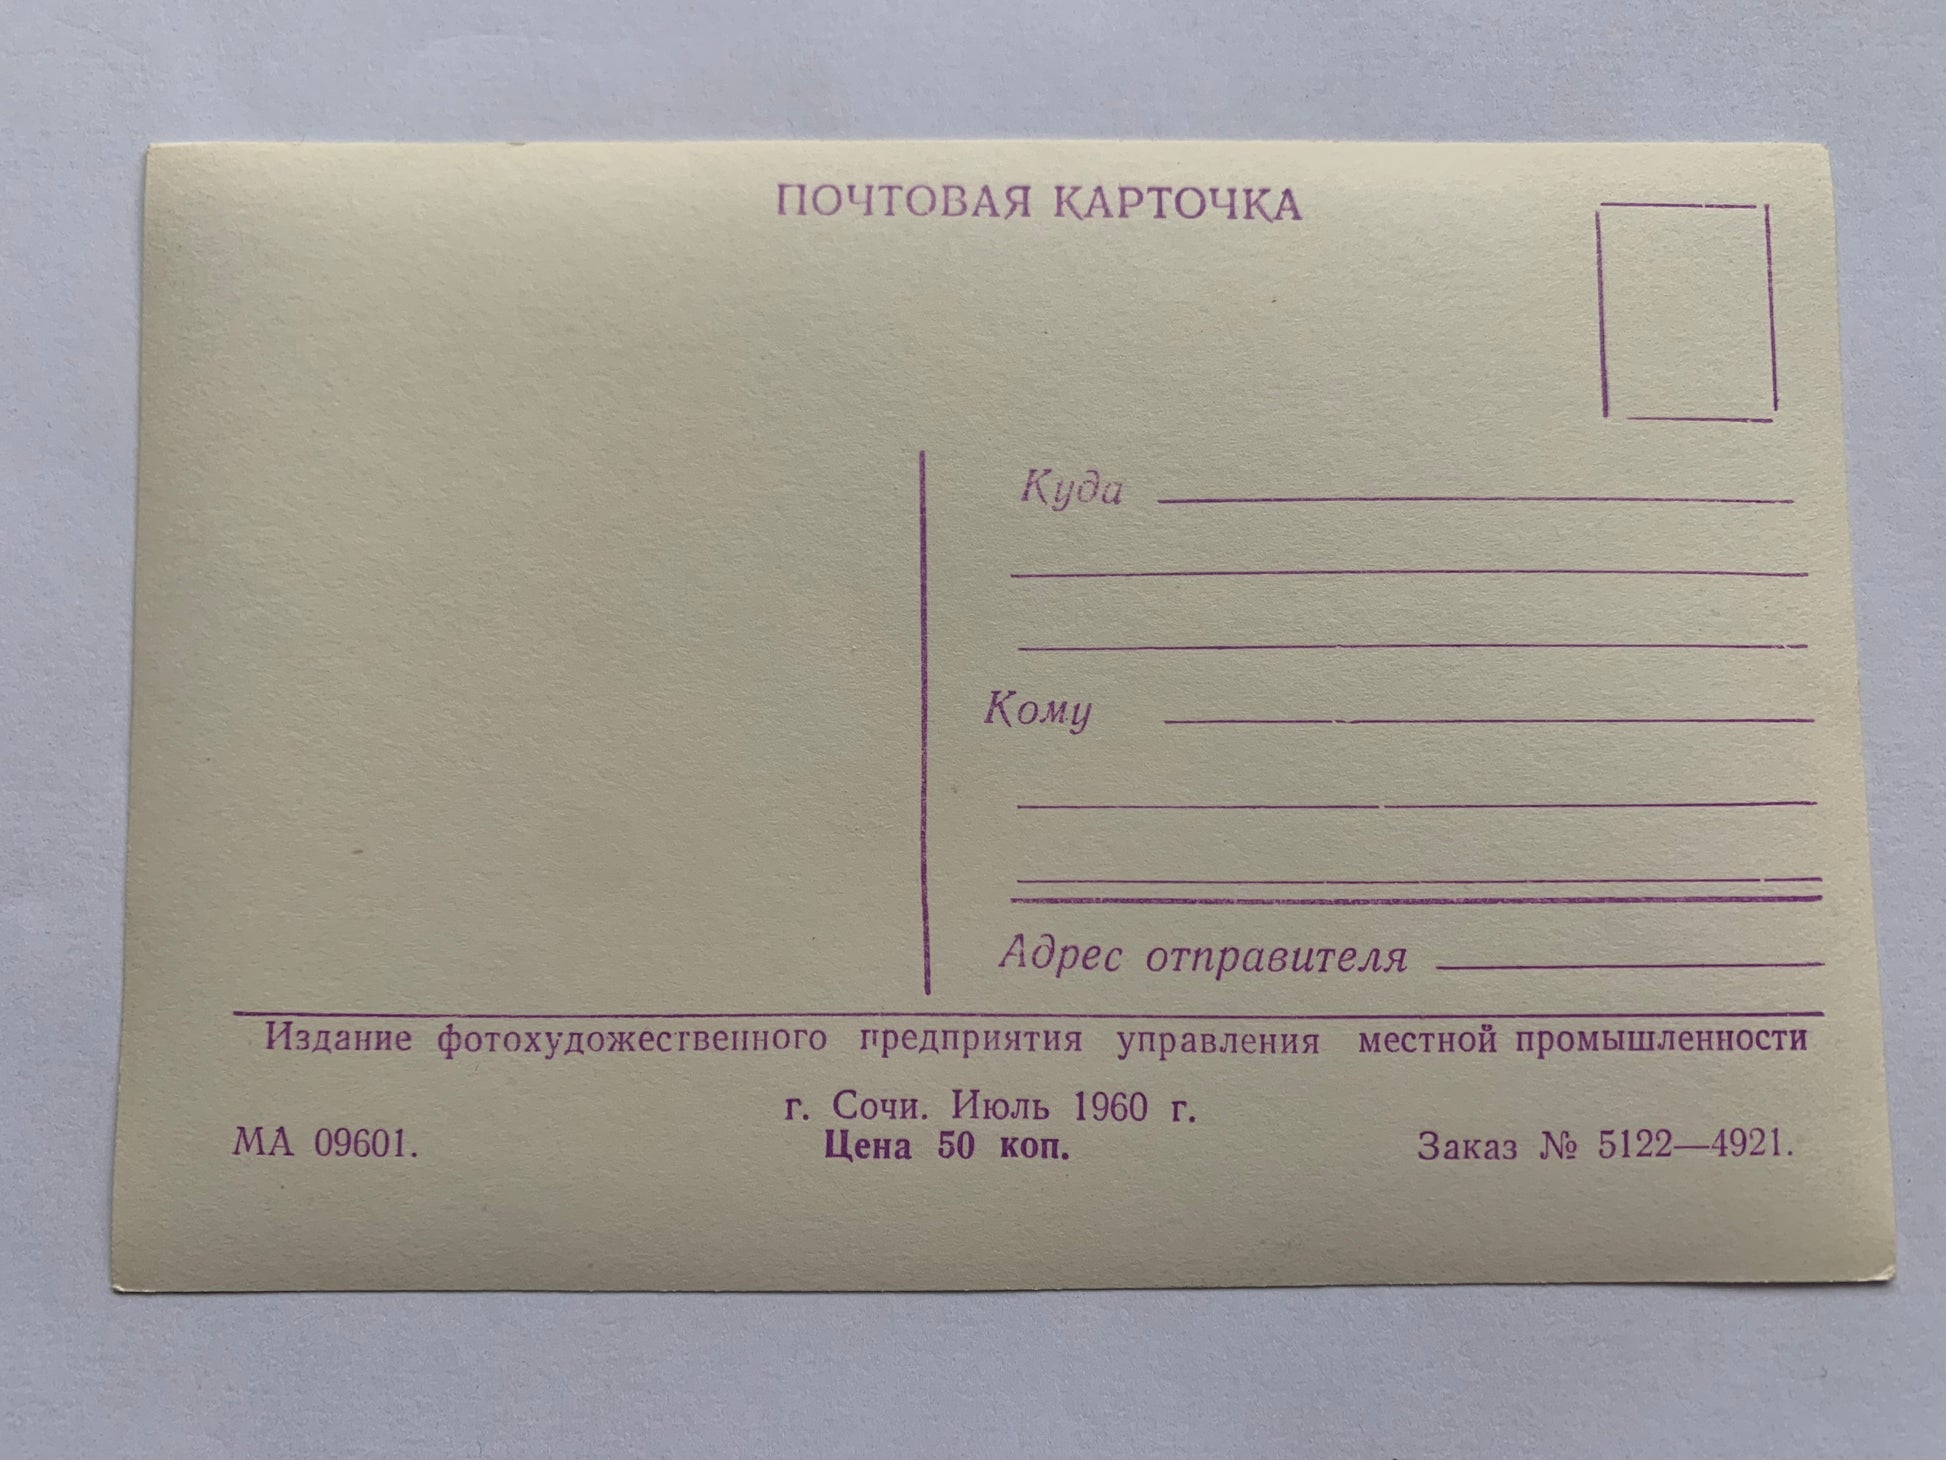 ПОЧТОВАЯ КАРТОЧКА
Куда
Кому
Адрес отправителя
Издание фотохудожественного предприятия управления местной промышленности
г. Сочи. Июль 1960 г.
МА 09601. Цена 50 коп. Заказ № 5122—4921.